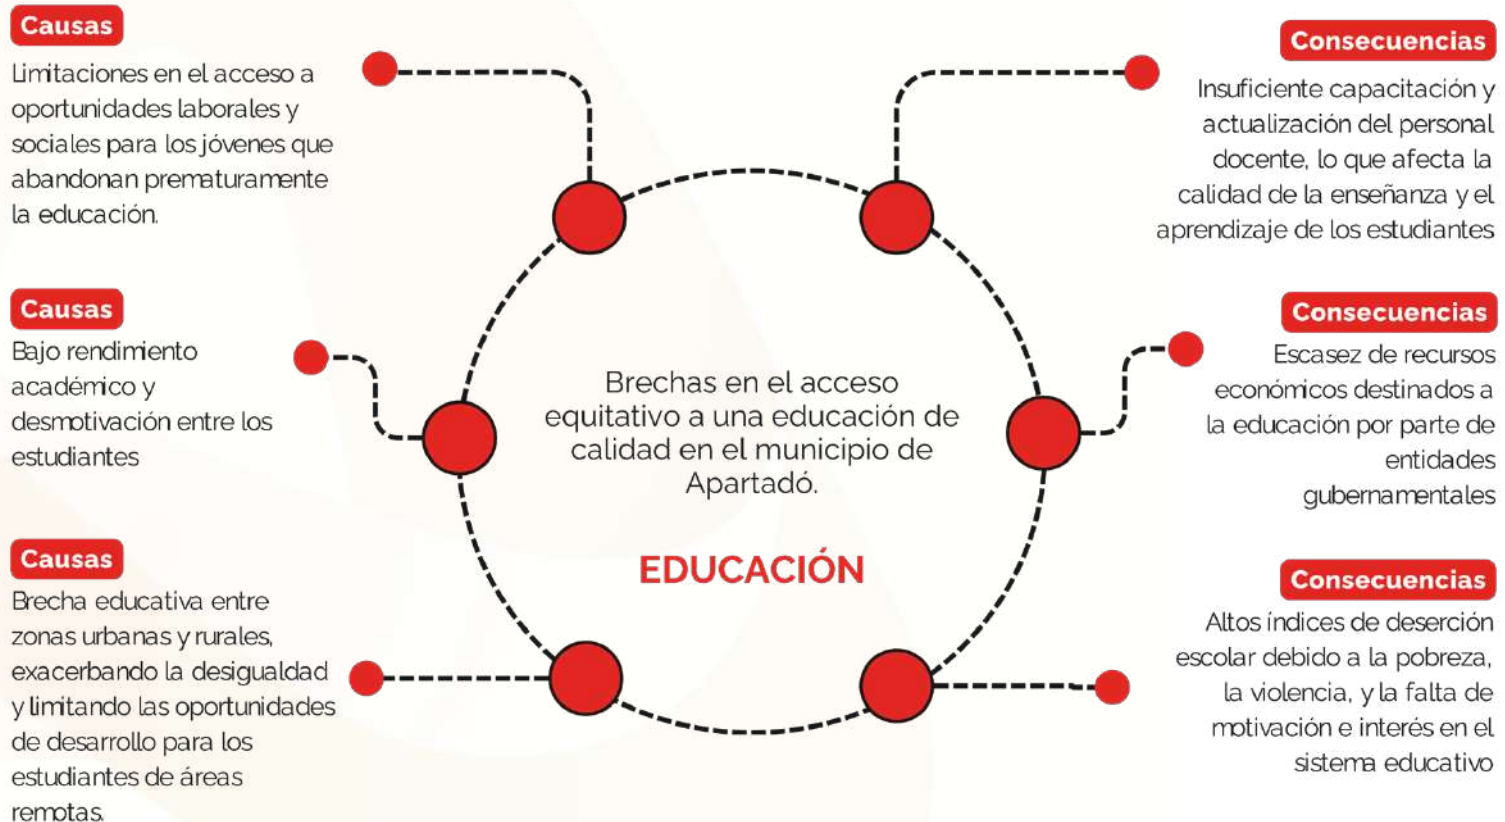 Causas
Limitaciones en el acceso a
oportunidades laborales y
sociales para los jóvenes que
abandonan prematuramente
la educación.
Causas
Bajo rendimiento
académico y
desmotivación entre los
estudiantes
Causas
Brecha educativa entre
zonas urbanas y rurales,
exacerbando la desigualdad
y limitando las oportunidades
de desarrollo para los
estudiantes de áreas
remotas.
Brechas en el acceso
equitativo a una educación de
calidad en el municipio de
Apartadó.
EDUCACIÓN
Consecuencias
Insuficiente capacitación y
actualización del personal
docente, lo que afecta la
calidad de la enseñanza y el
aprendizaje de los estudiantes
Consecuencias
Escasez de recursos
económicos destinados a
la educación por parte de
entidades
gubernamentales
Consecuencias
Altos índices de deserción
escolar debido a la pobreza,
la violencia, y la falta de
motivación e interés en el
sistema educativo